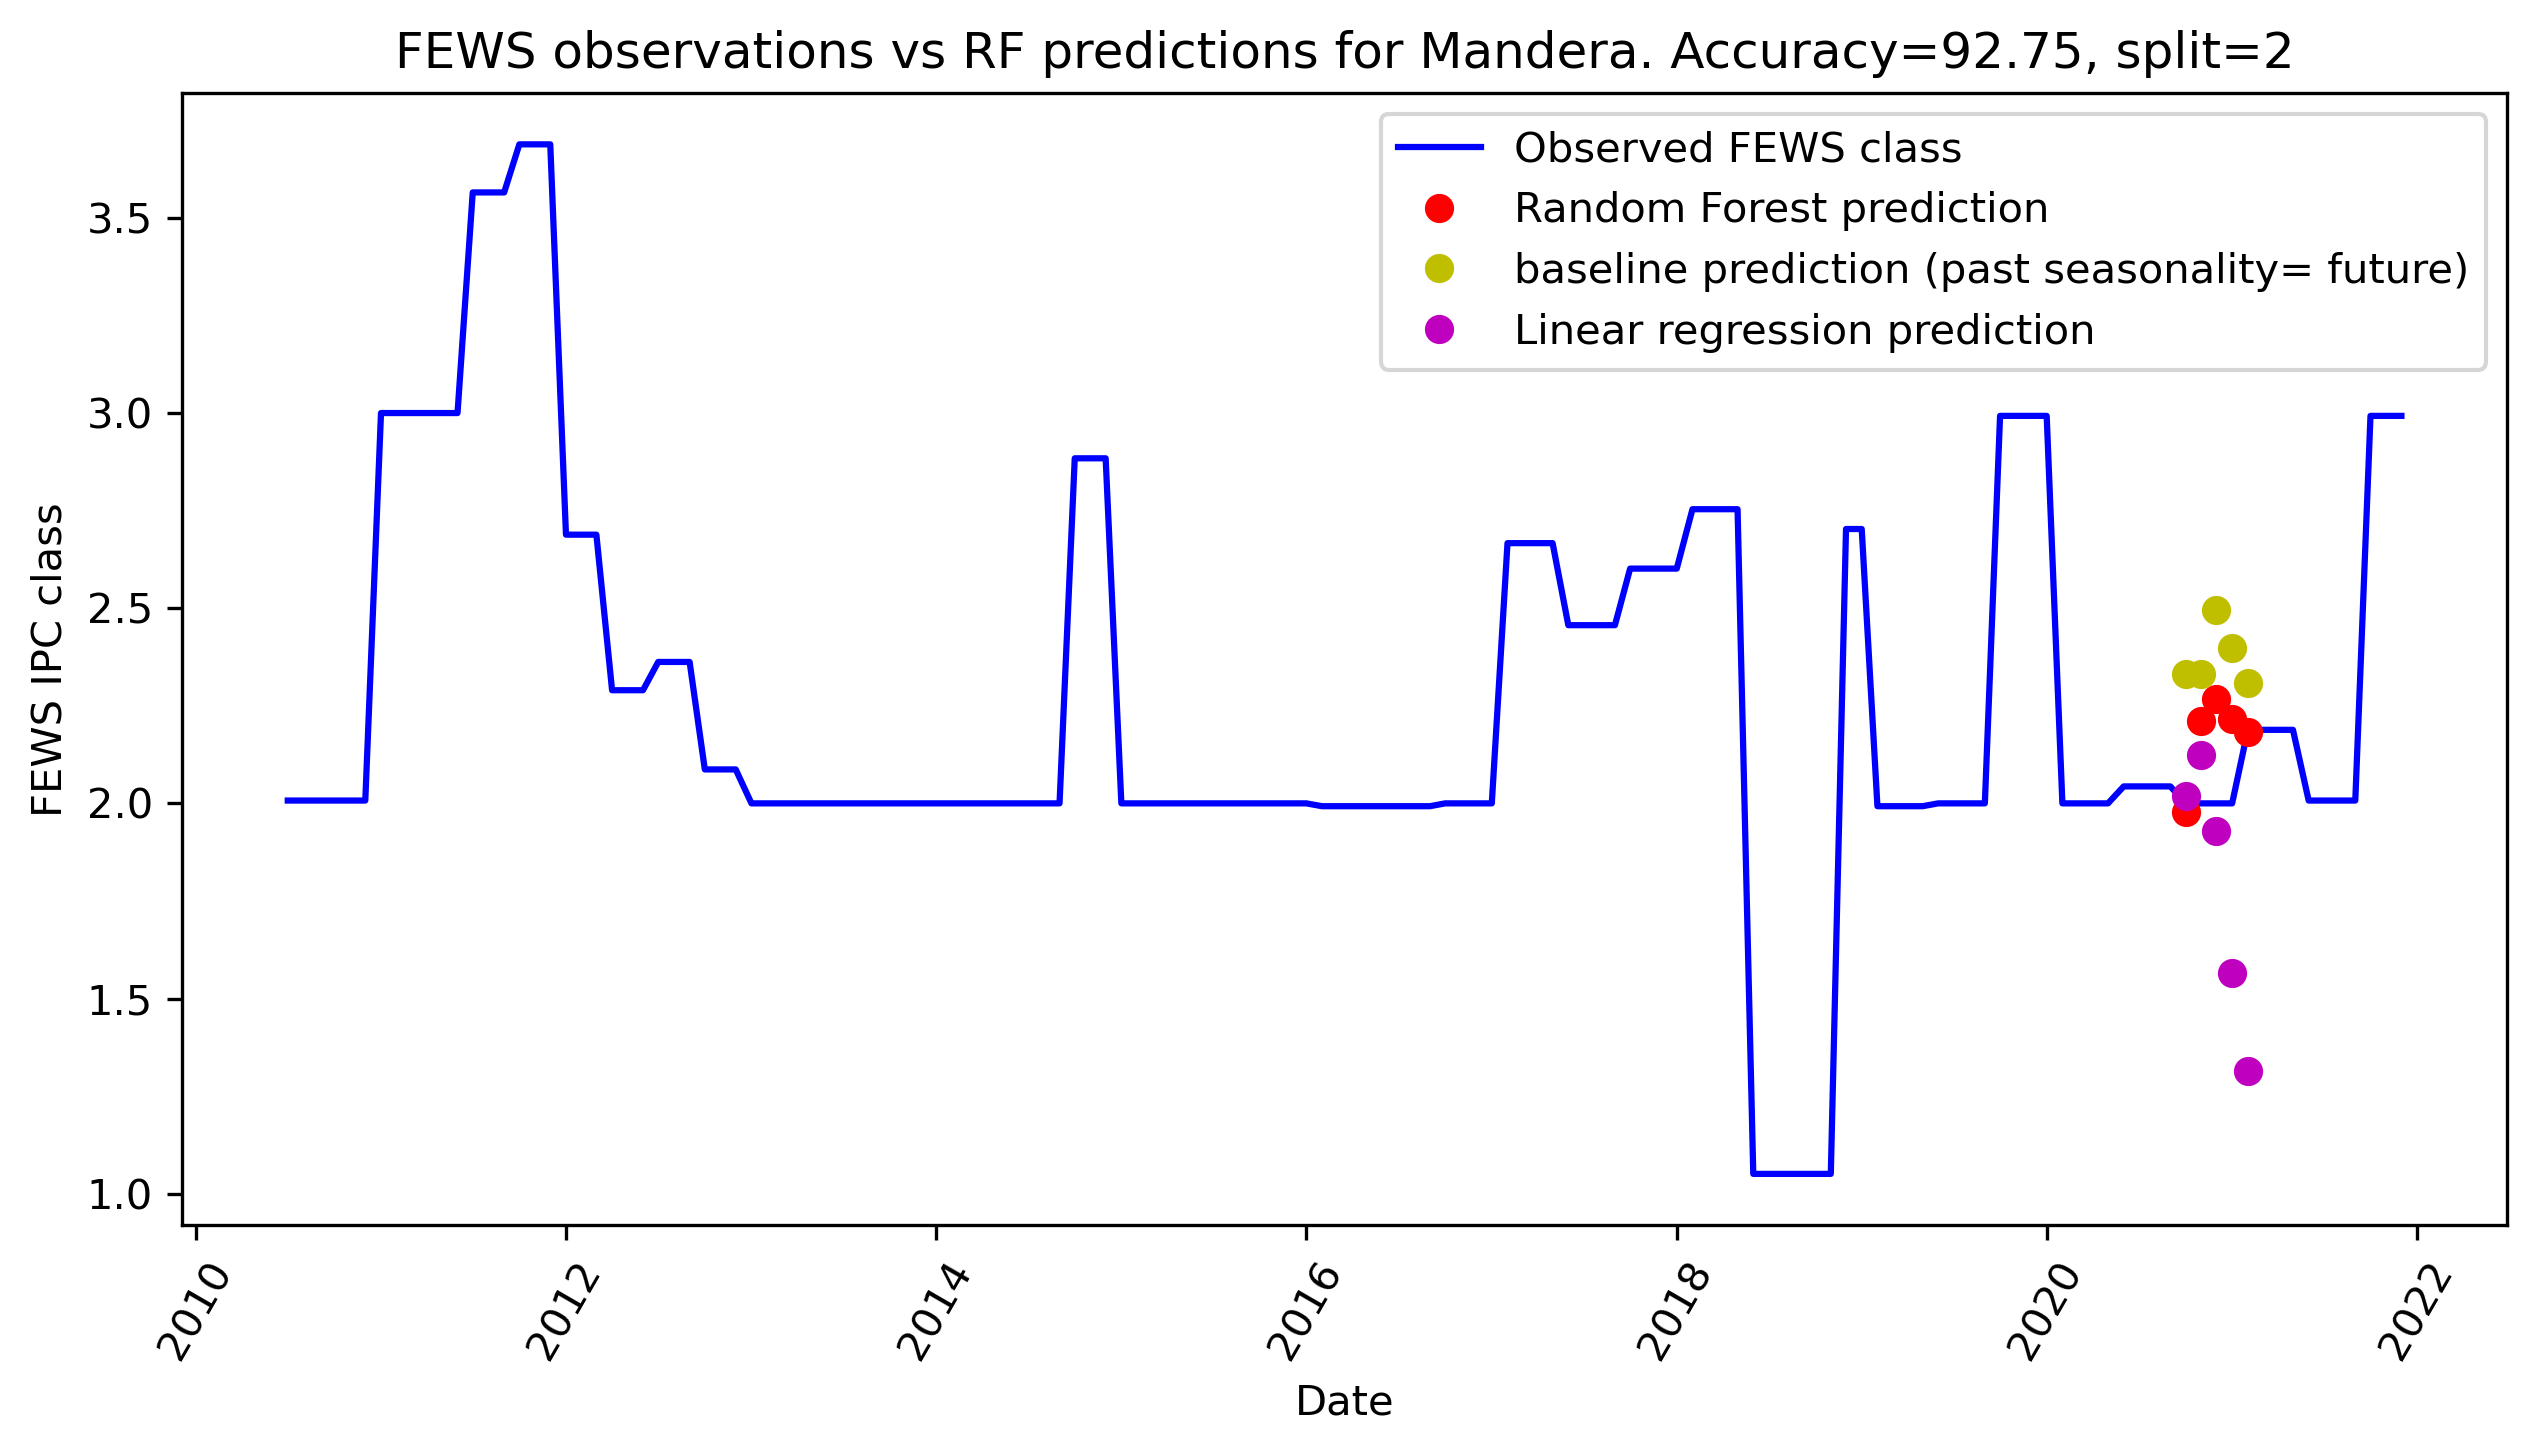 FEWS observations vs RF predictions for Mandera. Accuracy=92.75, split=2
Observed FEWS class
Random Forest prediction
baseline prediction (past seasonality= future)
Linear regression prediction
FEWS IPC class
3.5
3.0
2.5
2.0
1.5
1.0
2010
2012
2014
2016
2018
2020
2022
Date